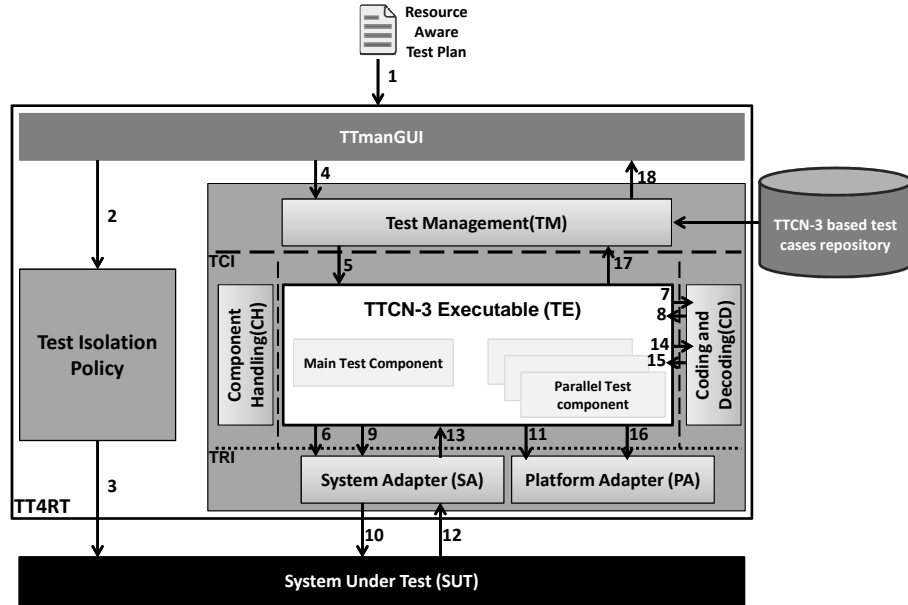 Resource
Aware
Test Plan
1
TTmanGUI
2
4
18
Test Management(TM)
TTCN-3 based test
cases repository
TCI
5
17
Test Isolation
Policy
Component
Handling(CH)
TTCN-3 Executable (TE)
7
8
14
15
Coding and
Decoding(CD)
Main Test Component
Parallel Test
component
6
9
13
11
16
TRI
System Adapter (SA)
Platform Adapter (PA)
3
TT4RT
10
12
System Under Test (SUT)